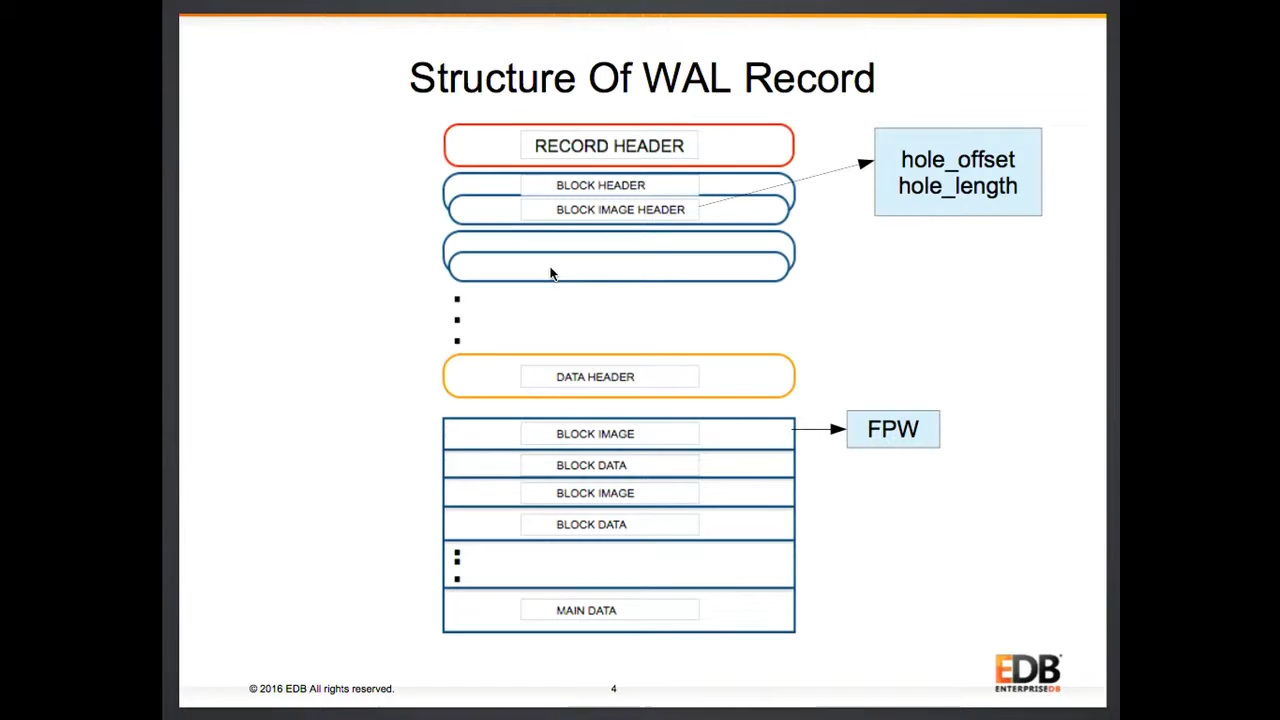 Structure Of WAL Record
RECORD HEADER
BLOCK HEADER
BLOCK IMAGE HEADER
hole_offset
hole_length
DATA HEADER
BLOCK IMAGE
FPW
BLOCK DATA
BLOCK IMAGE
BLOCK DATA
MAIN DATA
© 2016 EDB All rights reserved.
4
EDB
ENTERPRISEDB